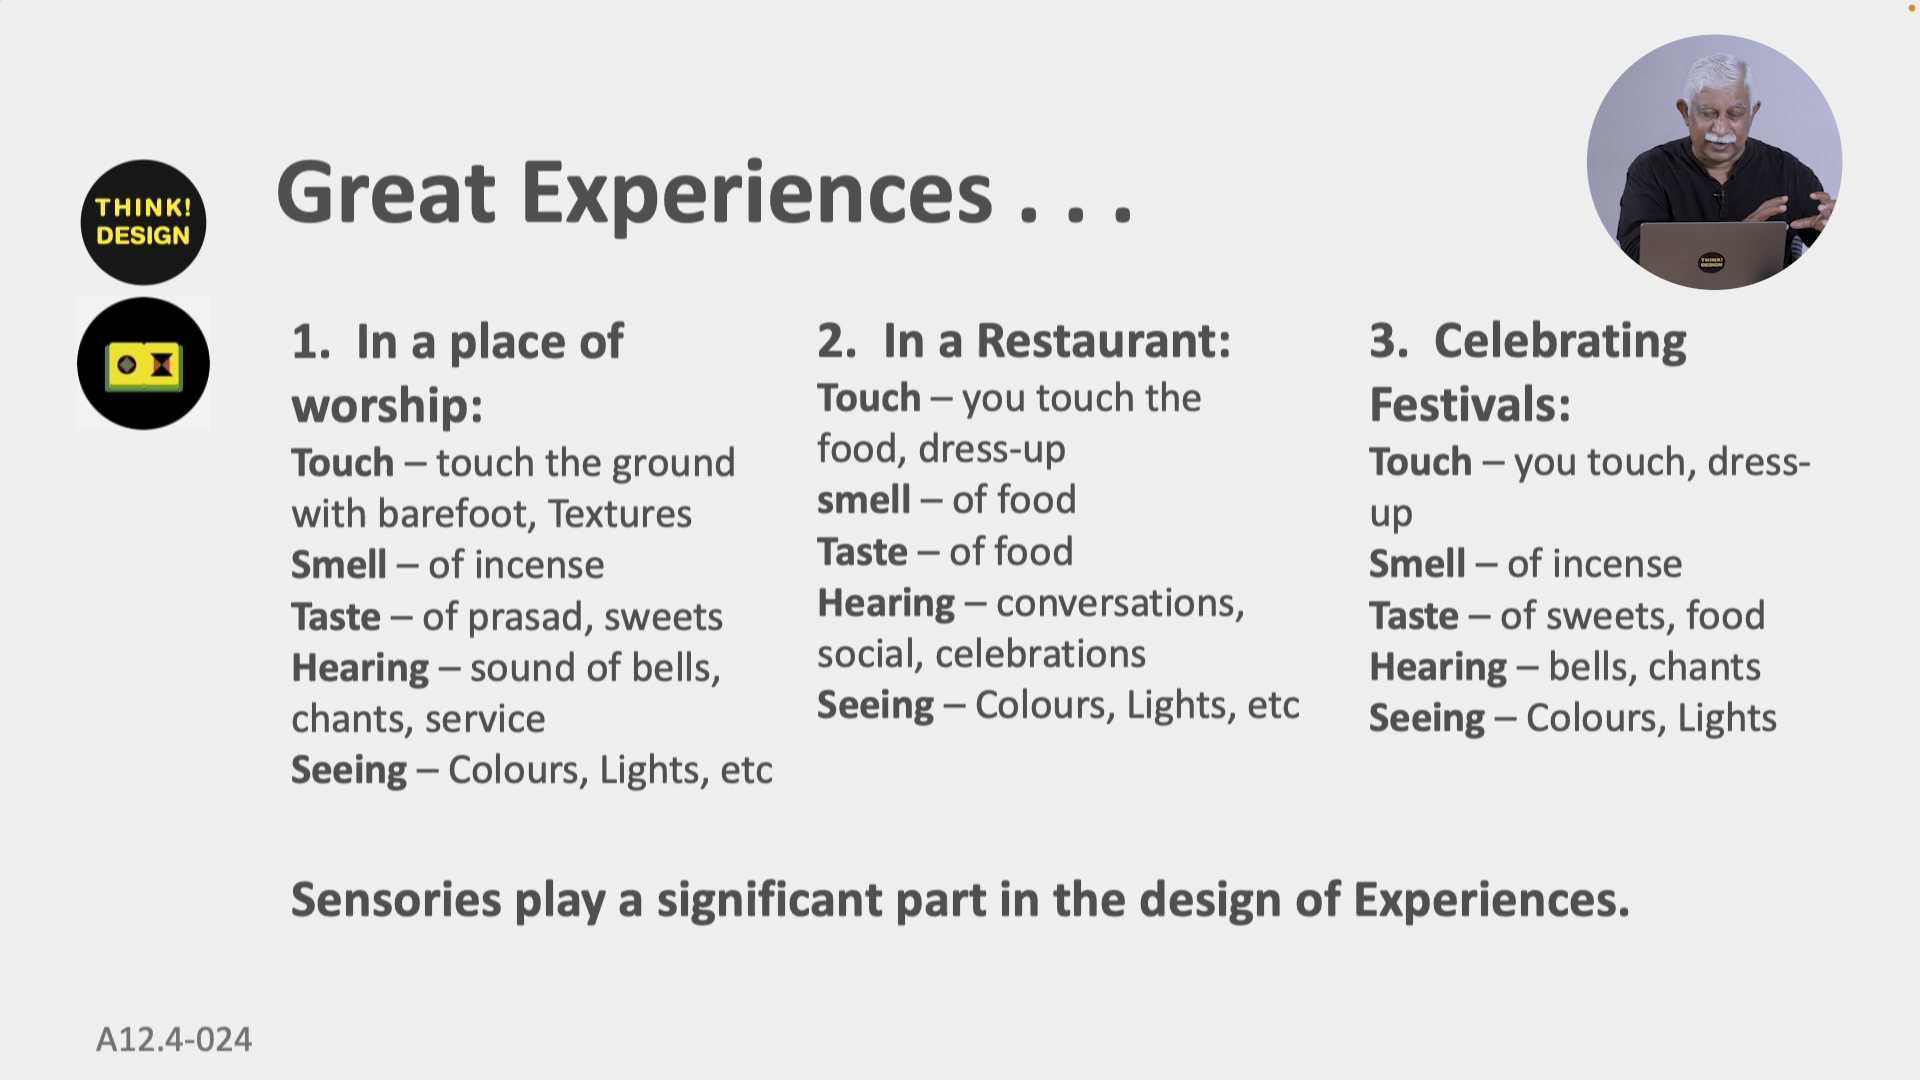 THINK!
DESIGN
Great Experiences . . .
1. In a place of
worship:
Touch – touch the ground
with barefoot, Textures
Smell – of incense
Taste – of prasad, sweets
Hearing – sound of bells,
chants, service
Seeing – Colours, Lights, etc
2. In a Restaurant:
Touch – you touch the
food, dress-up
smell – of food
Taste – of food
Hearing – conversations,
social, celebrations
Seeing – Colours, Lights, etc
3. Celebrating
Festivals:
Touch – you touch, dress-
up
Smell – of incense
Taste – of sweets, food
Hearing – bells, chants
Seeing – Colours, Lights
Sensories play a significant part in the design of Experiences.
A12.4-024
THINK!
DESIGN